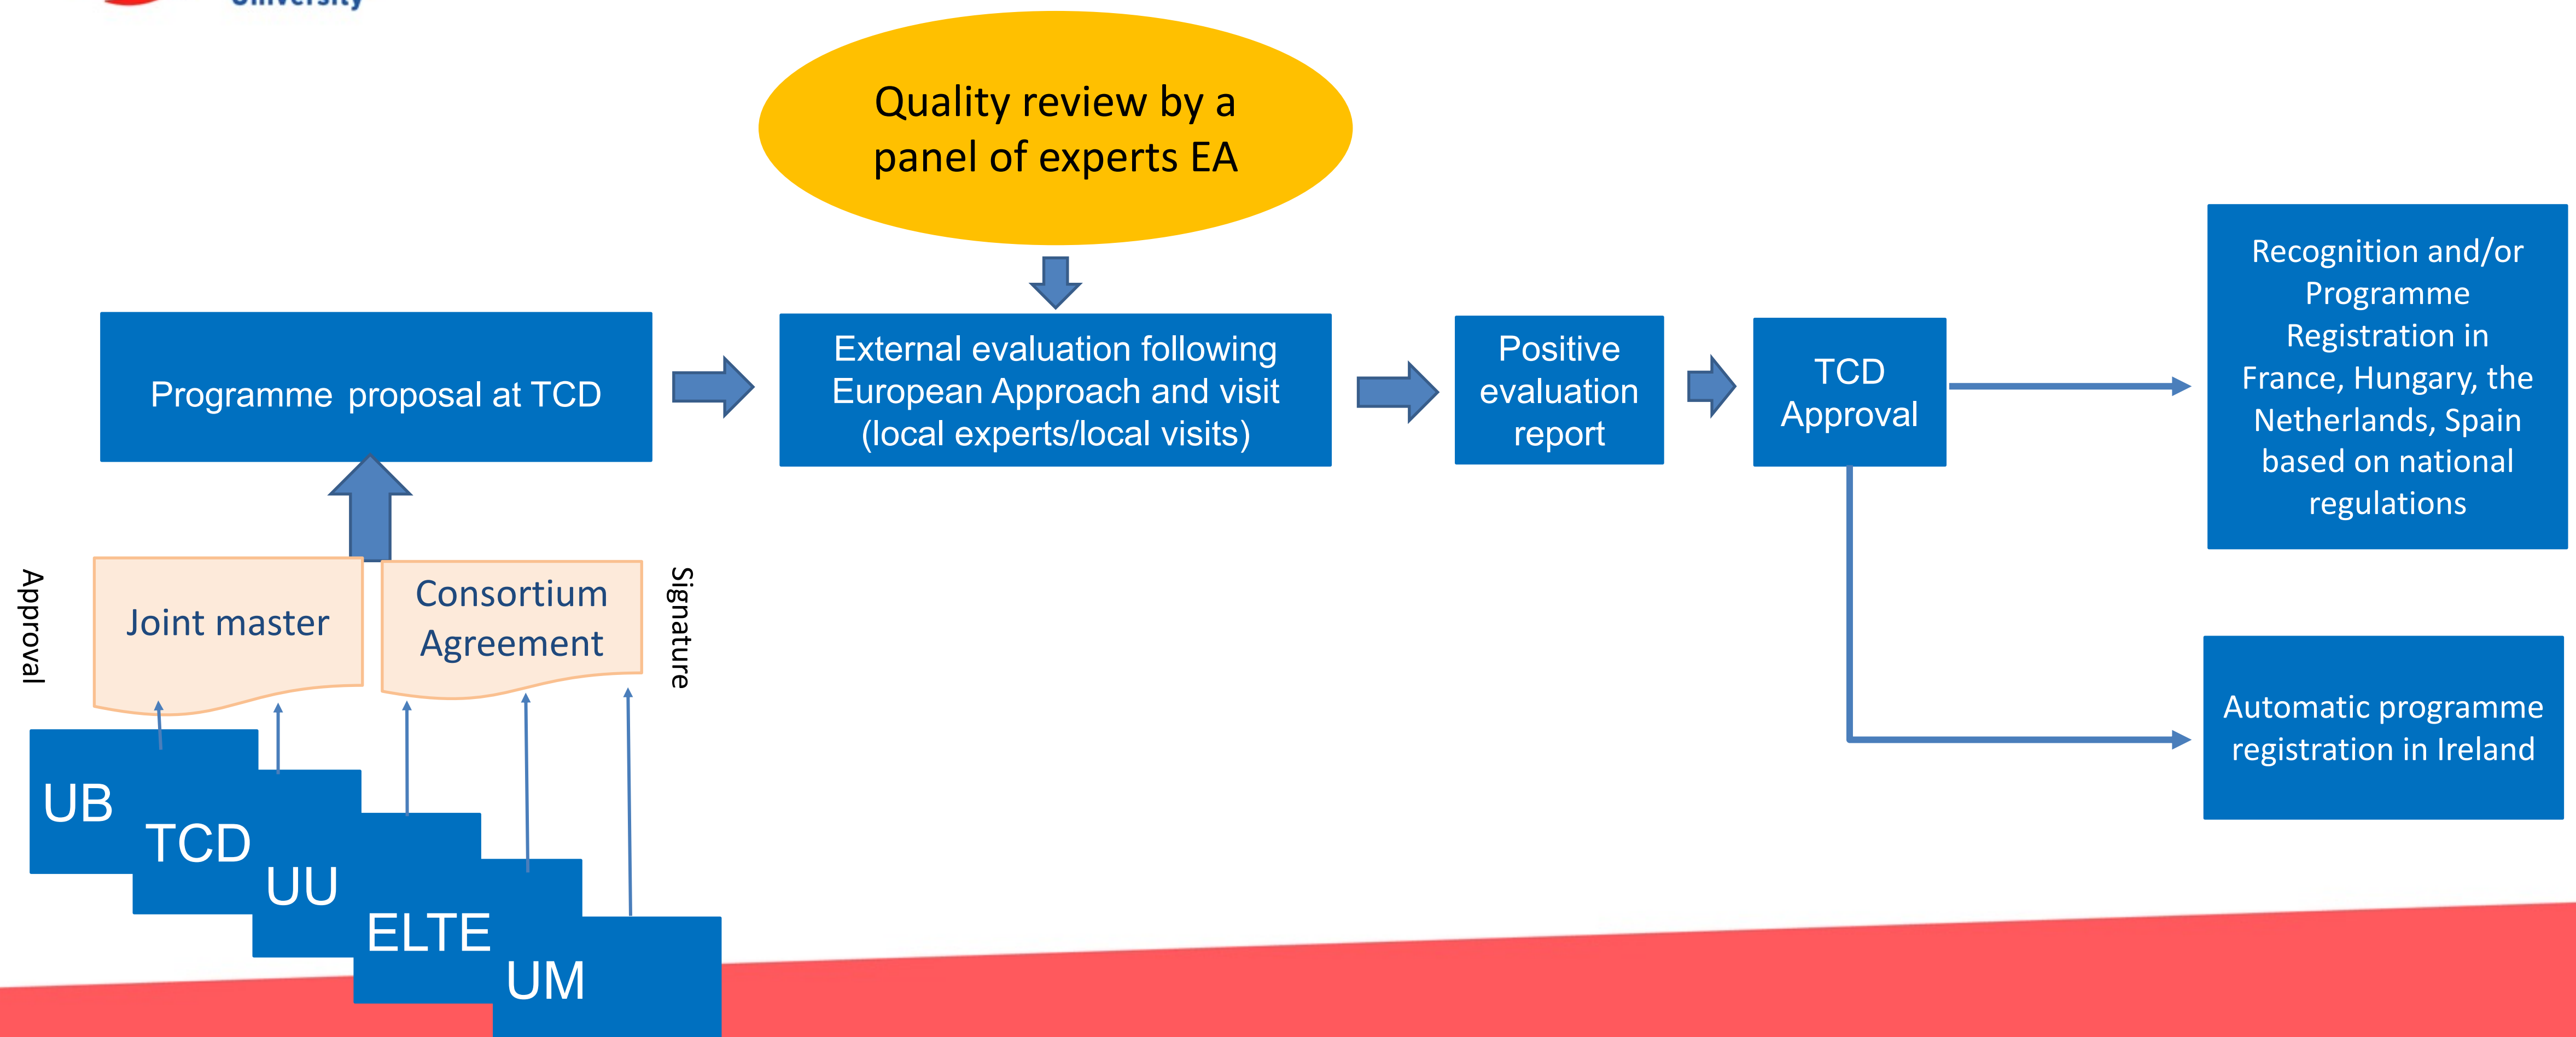 University
Quality review by a
panel of experts EA
Programme proposal at TCD
External evaluation following
European Approach and visit
(local experts/local visits)
Positive
evaluation
report
TCD
Approval
Recognition and/or
Programme
Registration in
France, Hungary, the
Netherlands, Spain
based on national
regulations
Approval
Joint master
Consortium
Agreement
Signature
Automatic programme
registration in Ireland
UB
TCD
UU
ELTE
UM